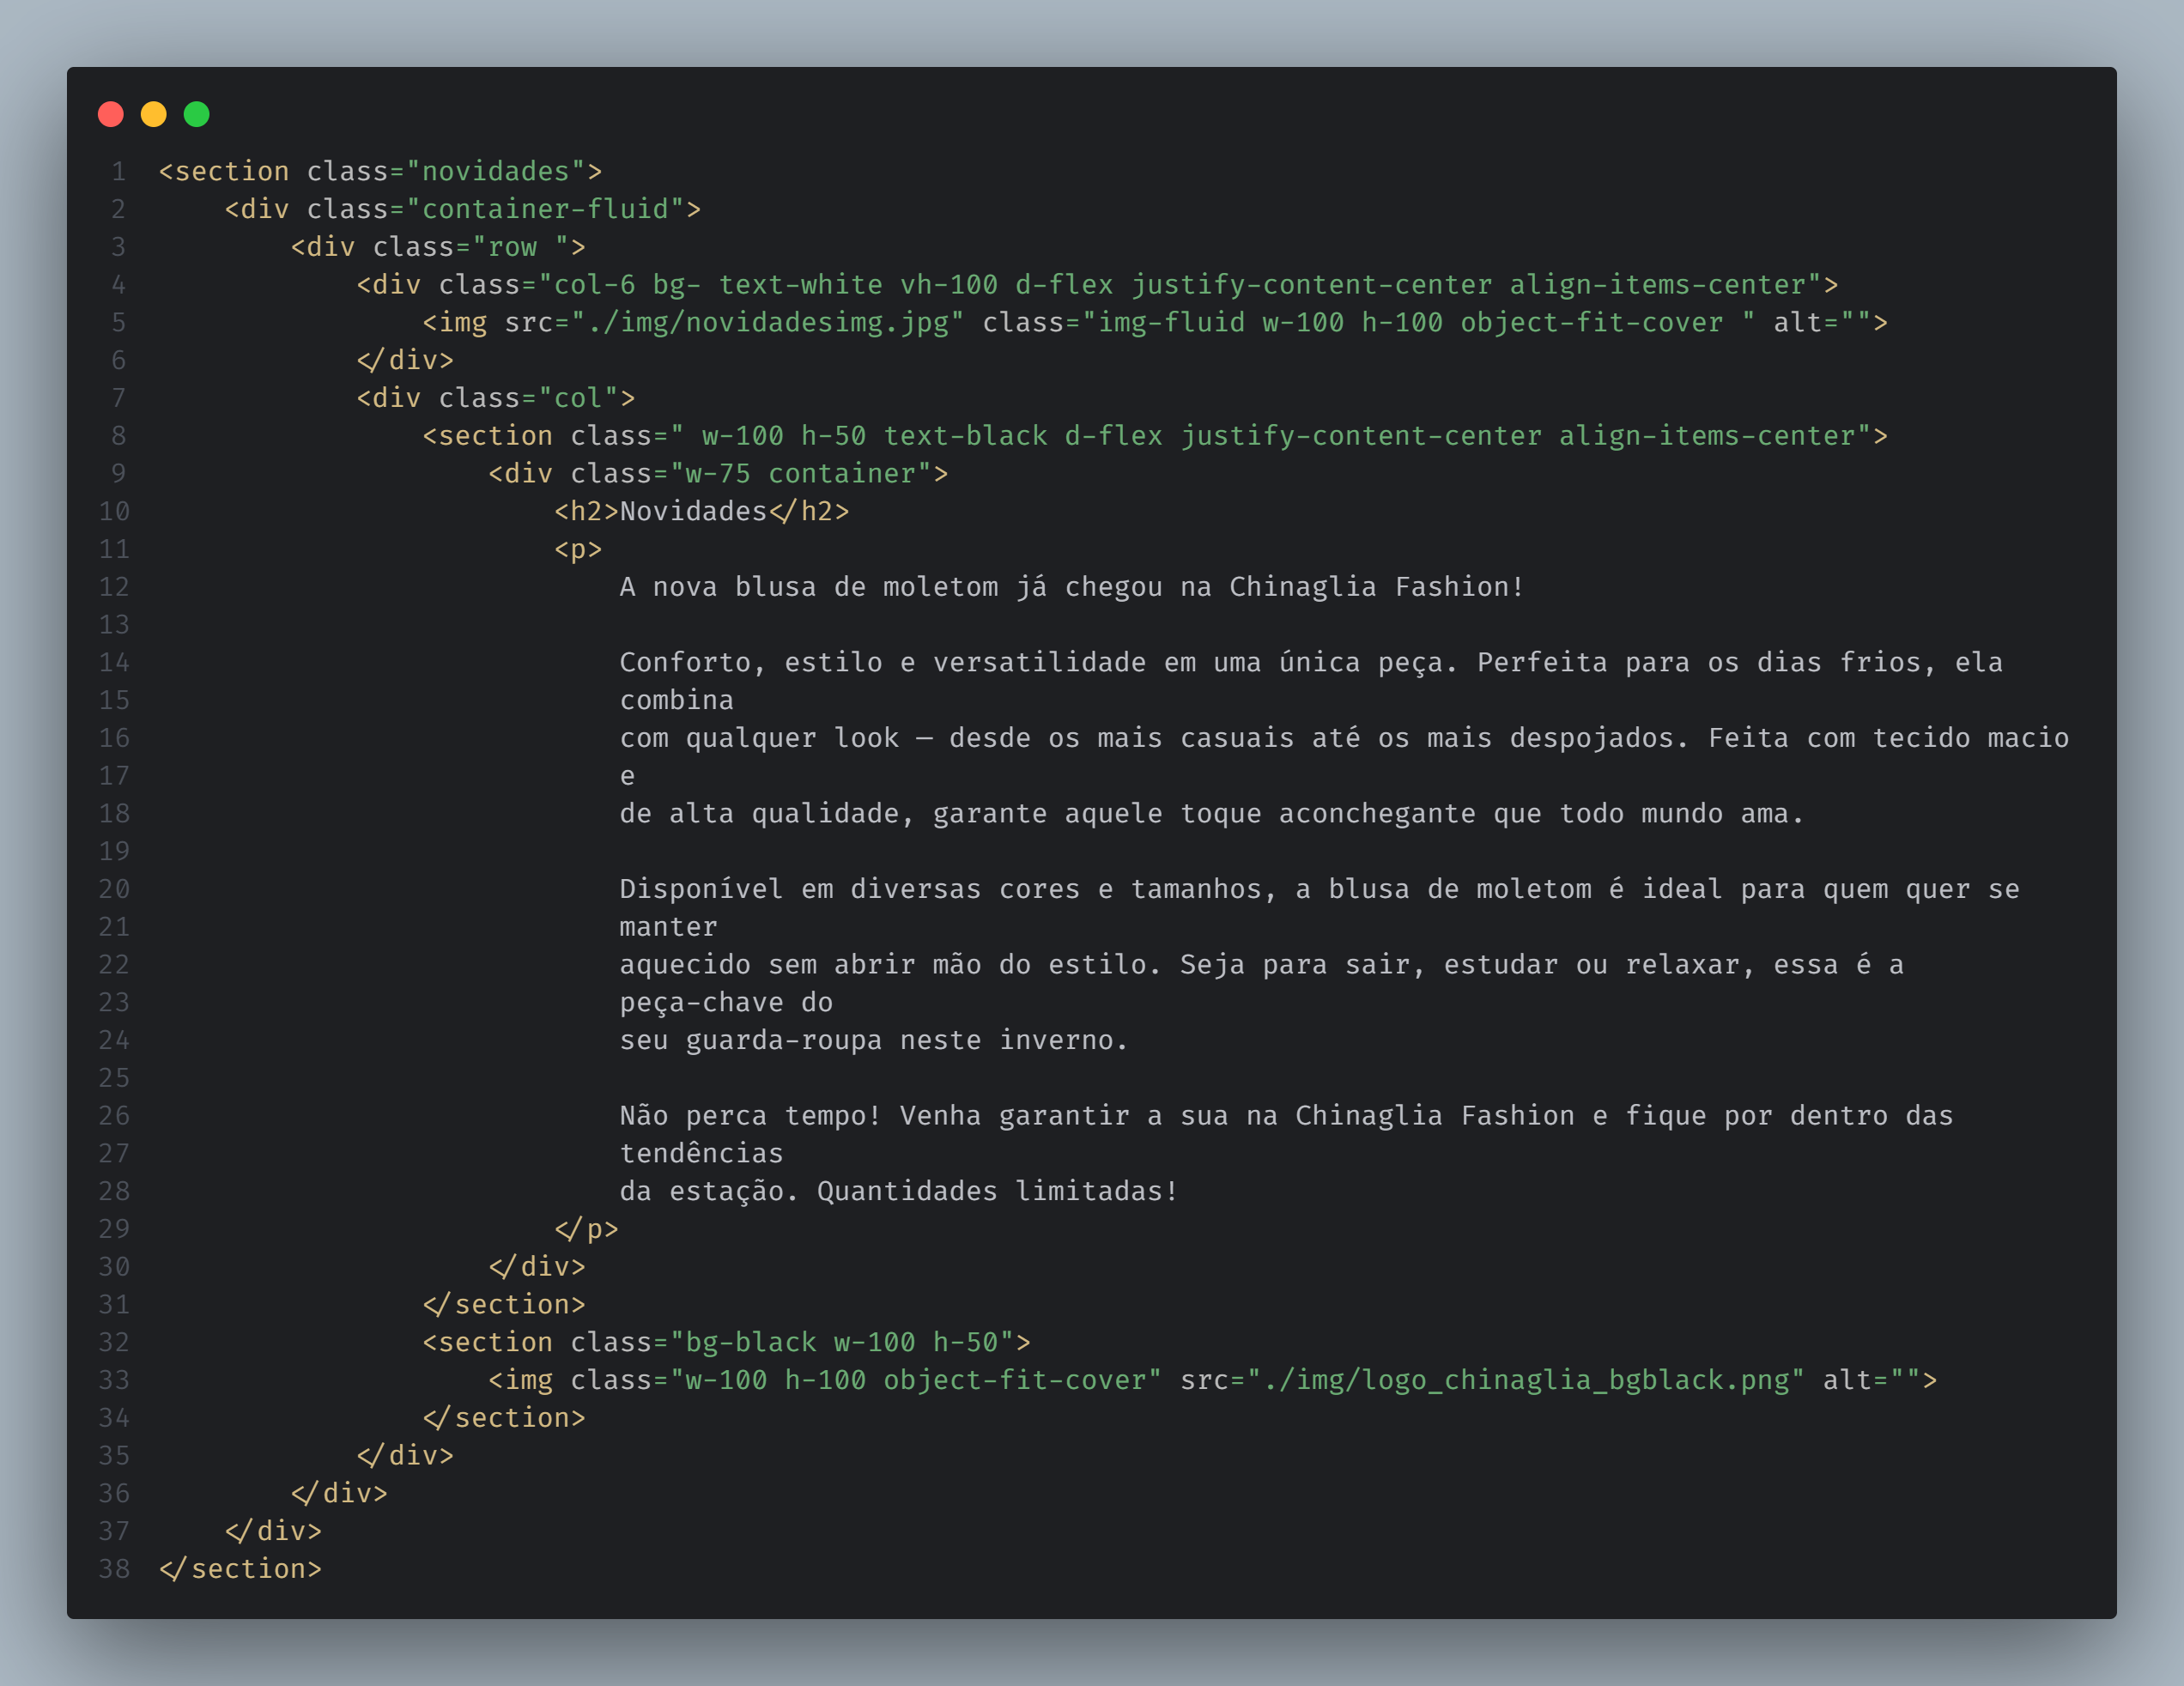 1 <section class="novidades">
2     <div class="container-fluid">
3         <div class="row ">
4             <div class="col-6 bg- text-white vh-100 d-flex justify-content-center align-items-center">
5                 <img src="./img/novidadesimg.jpg" class="img-fluid w-100 h-100 object-fit-cover " alt="">
6             </div>
7             <div class="col">
8                 <section class=" w-100 h-50 text-black d-flex justify-content-center align-items-center">
9                     <div class="w-75 container">
10                         <h2>Novidades</h2>
11                         <p>
12                             A nova blusa de moletom já chegou na Chinaglia Fashion!
13
14                             Conforto, estilo e versatilidade em uma única peça. Perfeita para os dias frios, ela
15                             combina
16                             com qualquer look — desde os mais casuais até os mais despojados. Feita com tecido macio
17                             e
18                             de alta qualidade, garante aquele toque aconchegante que todo mundo ama.
19
20                             Disponível em diversas cores e tamanhos, a blusa de moletom é ideal para quem quer se
21                             manter
22                             aquecido sem abrir mão do estilo. Seja para sair, estudar ou relaxar, essa é a
23                             peça-chave do
24                             seu guarda-roupa neste inverno.
25
26                             Não perca tempo! Venha garantir a sua na Chinaglia Fashion e fique por dentro das
27                             tendências
28                             da estação. Quantidades limitadas!
29                         </p>
30                     </div>
31                 </section>
32                 <section class="bg-black w-100 h-50">
33                     <img class="w-100 h-100 object-fit-cover" src="./img/logo_chinaglia_bgblack.png" alt="">
34                 </section>
35             </div>
36         </div>
37     </div>
38 </section>